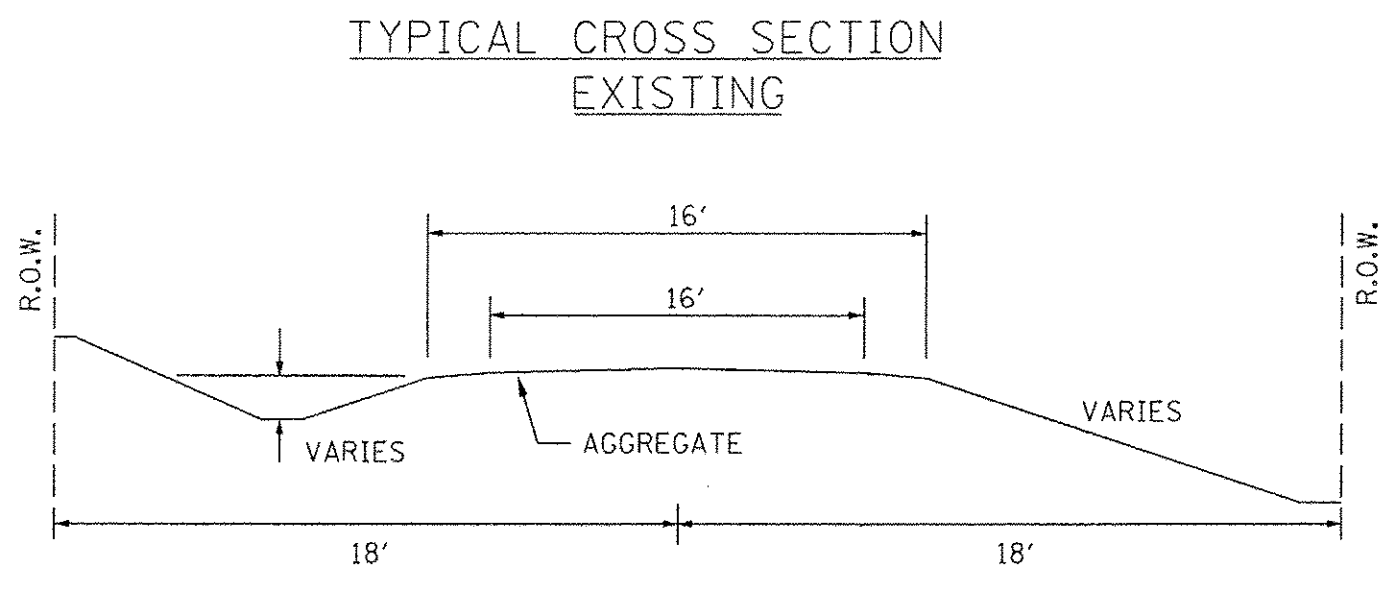 TYPICAL CROSS SECTION
EXISTING
R.O.W.
16'
R.O.W.
16'
VARIES
AGGREGATE
VARIES
18'
18'